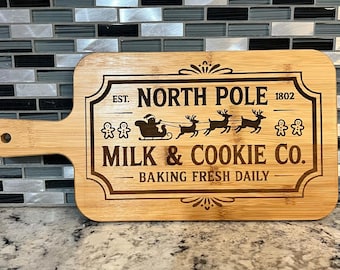 EST. NORTH POLE 1802
MILK & COOKIE CO.
BAKING FRESH DAILY